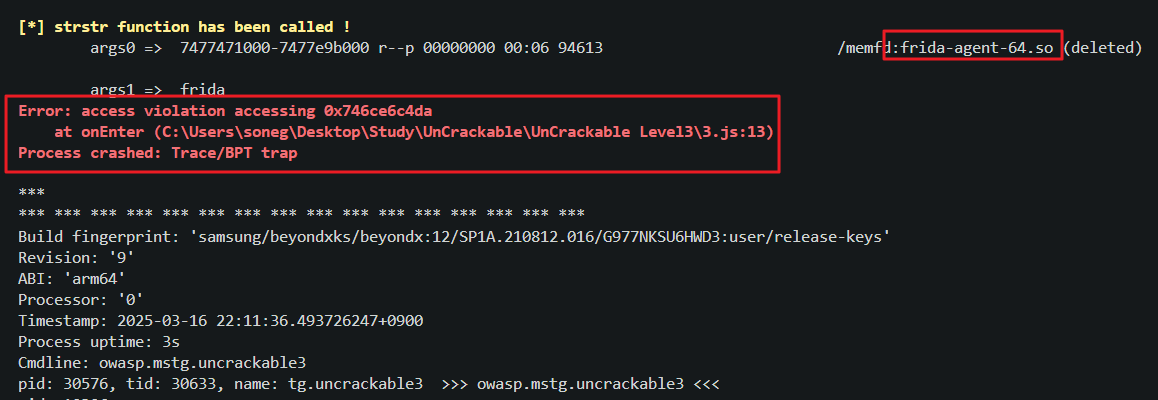 [*] strstr function has been called !
args0 => 7477471000-7477e9b000 r--p 00000000 00:06 94613 /memfd:frida-agent-64.so (deleted)
args1 => frida
Error: access violation accessing 0x746ce6c4da
at onEnter (C:\Users\soneg\Desktop\Study\UnCrackable\UnCrackable Level3\3.js:13)
Process crashed: Trace/BPT trap
***
*** *** *** *** *** *** *** *** *** *** *** *** *** *** *** ***
Build fingerprint: 'samsung/beyondxks/beyondx:12/SP1A.210812.016/G977NKSU6HWD3:user/release-keys'
Revision: '9'
ABI: 'arm64'
Processor: '0'
Timestamp: 2025-03-16 22:11:36.493726247+0900
Process uptime: 3s
Cmdline: owasp.mstg.uncrackable3
pid: 30576, tid: 30633, name: tg.uncrackable3 >>> owasp.mstg.uncrackable3 <<<